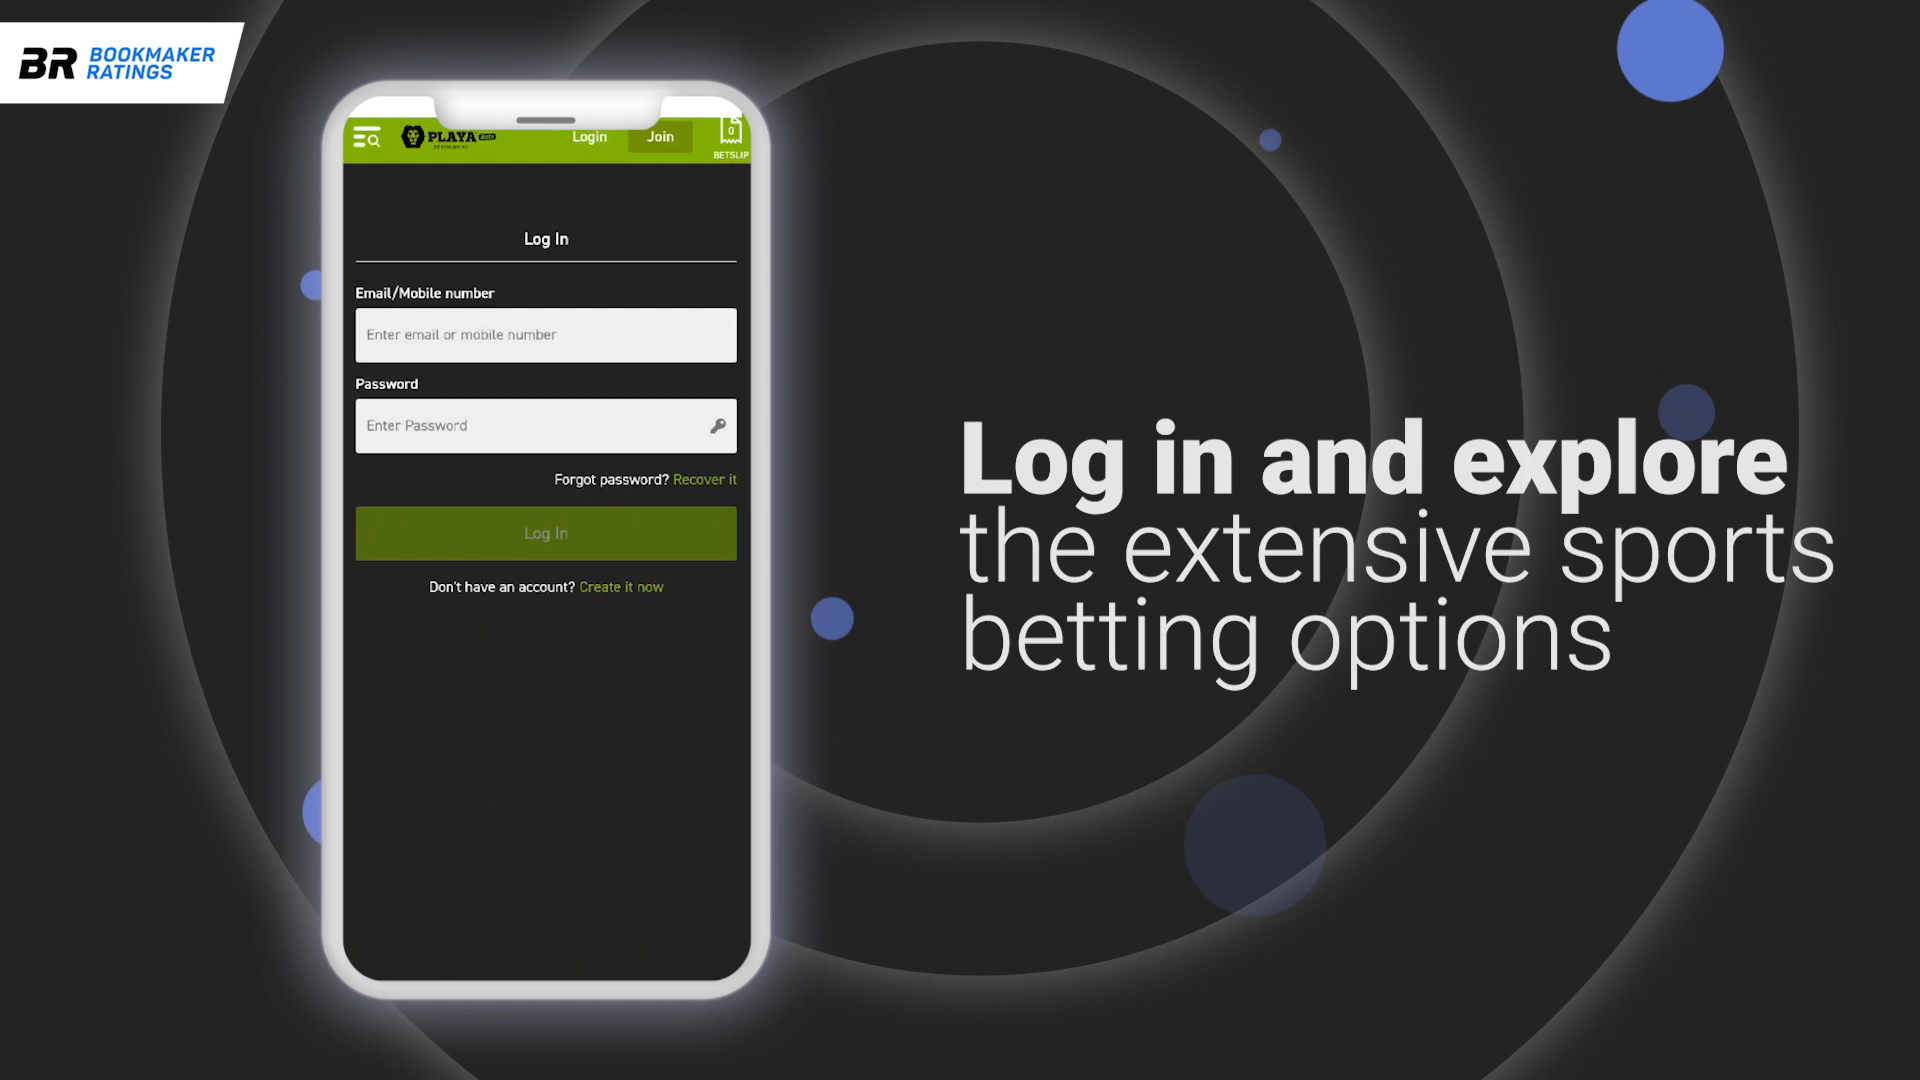 BR BOOKMAKER
RATINGS
PLAYA
Login
Join
0
BETSLIP
Log In
Email/Mobile number
Enter email or mobile number
Password
Enter Password
Forgot password? Recover it
Log In
Don't have an account? Create it now
Log in and explore
the extensive sports
betting options